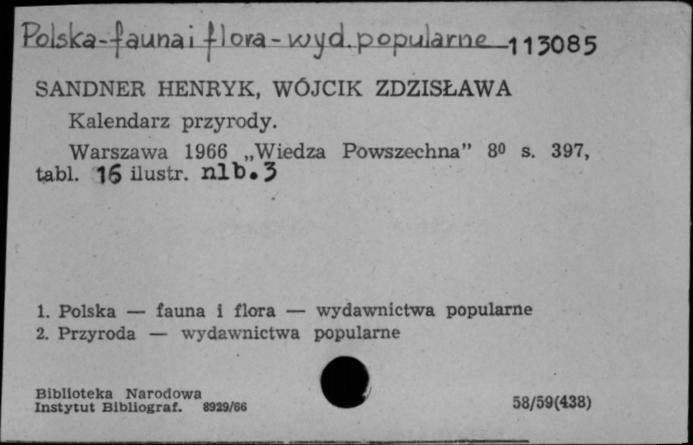 Polska-fauna i flora - wyd. popularne 113085
SANDNER HENRYK, WÓJCIK ZDZISŁAWA
Kalendarz przyrody.
Warszawa 1966 „Wiedza Powszechna” 8⁰ s. 397,
tabl. 16 ilustr. nlb. 3
1. Polska — fauna i flora — wydawnictwa popularne
2. Przyroda — wydawnictwa popularne
Biblioteka Narodowa
Instytut Bibliograf. 8929/66
58/59(438)